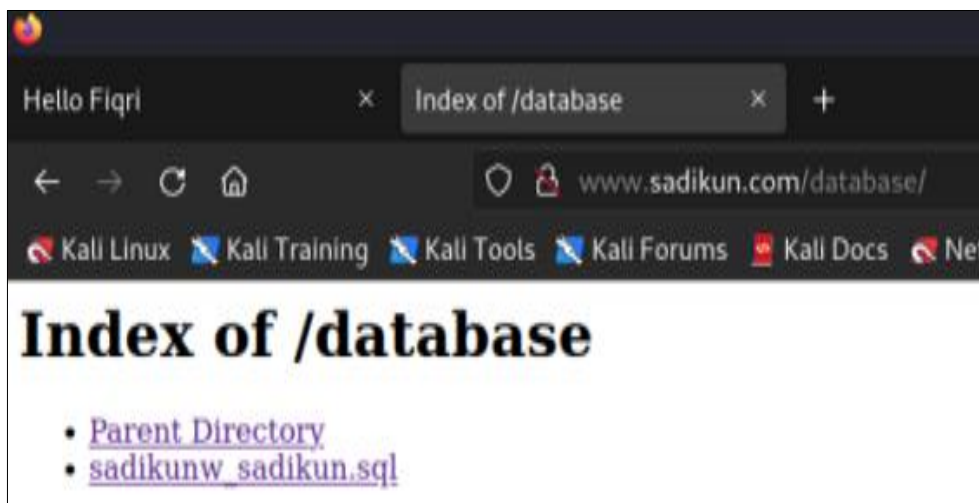 Hello Fiqri × Index of /database × +
www.sadikun.com/database/
Kali Linux Kali Training Kali Tools Kali Forums Kali Docs Ne
Index of /database
• Parent Directory
• sadikunw_sadikun.sql